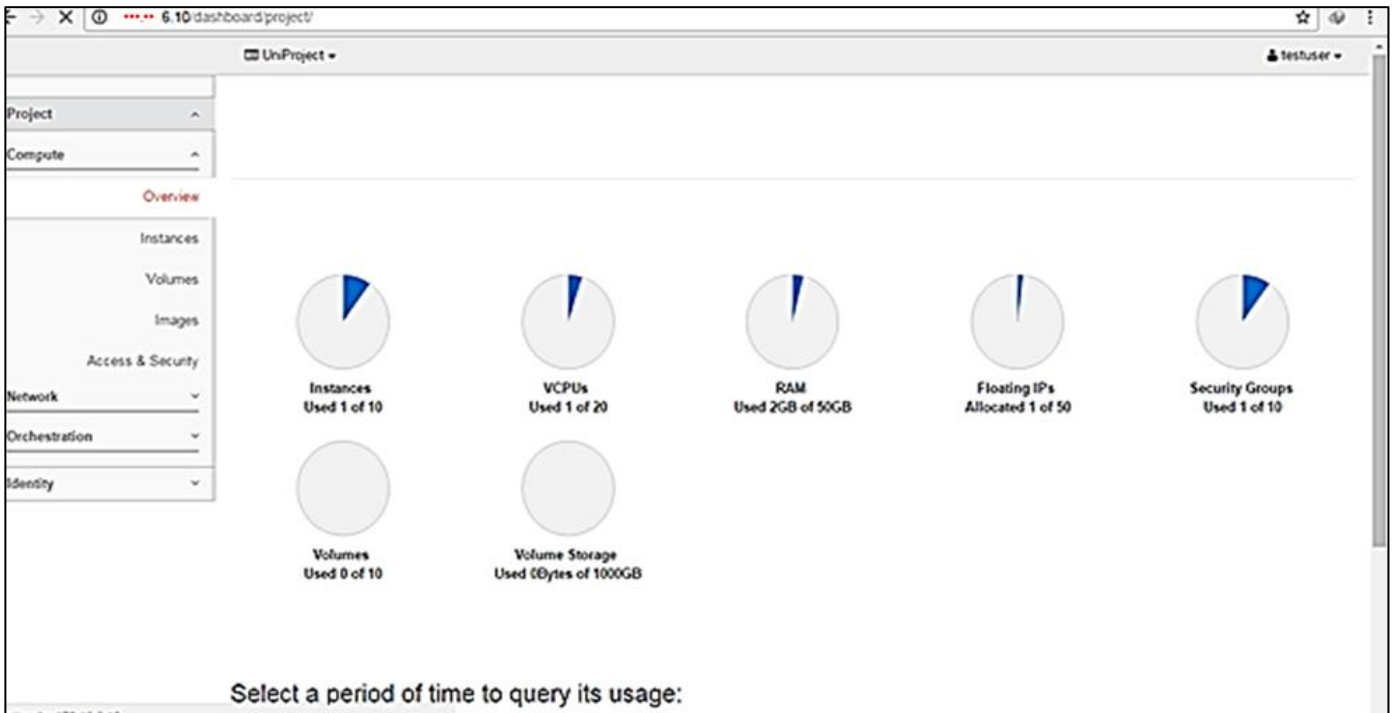 6.10/dashboard/project/
UniProject
testuser
Project
Compute
Overview
Instances
Volumes
Images
Access & Security
Network
Orchestration
Identity
Instances
Used 1 of 10
VCPUs
Used 1 of 20
RAM
Used 2GB of 50GB
Floating IPs
Allocated 1 of 50
Security Groups
Used 1 of 10
Volumes
Used 0 of 10
Volume Storage
Used 0Bytes of 1000GB
Select a period of time to query its usage: